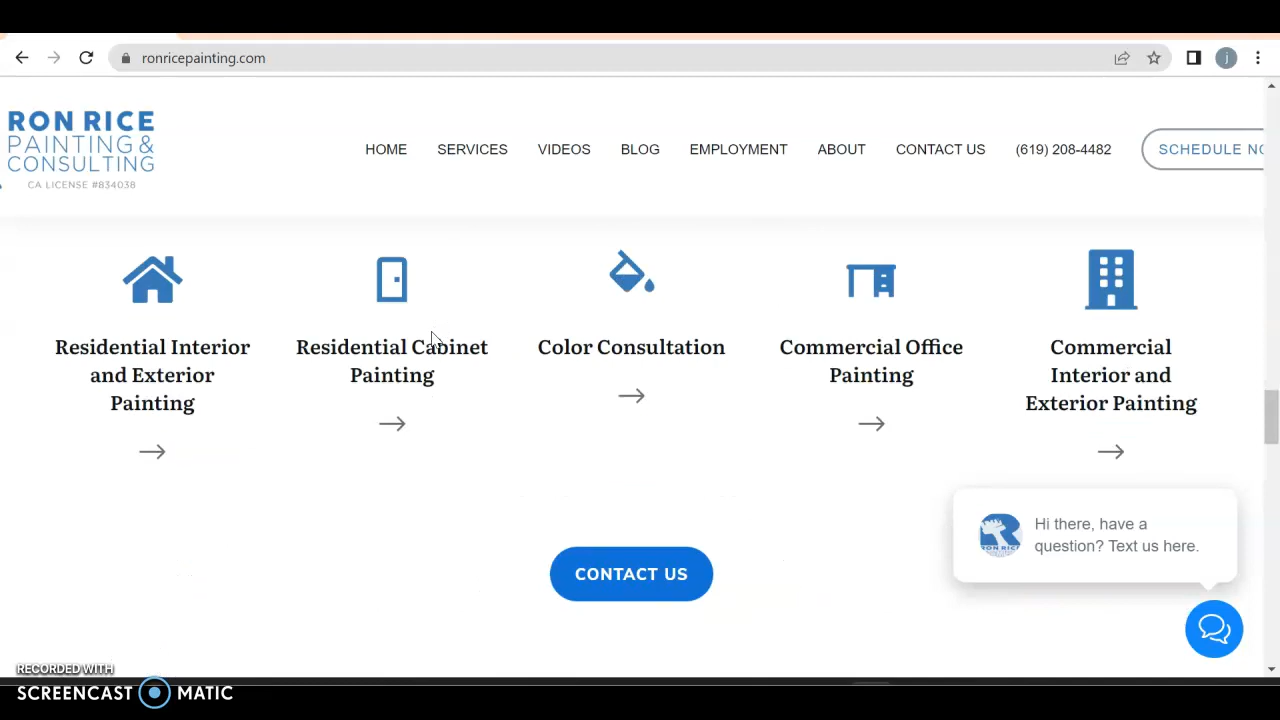 ronricepainting.com
j
RON RICE
PAINTING &
CONSULTING
CA LICENSE #834038
HOME SERVICES VIDEOS BLOG EMPLOYMENT ABOUT CONTACT US (619) 208-4482 SCHEDULE NO
Residential Interior
and Exterior
Painting
Residential Cabinet
Painting
Color Consultation
Commercial Office
Painting
Commercial
Interior and
Exterior Painting
R
RON RICE
Hi there, have a
question? Text us here.
CONTACT US
RECORDED WITH
SCREENCAST MATIC